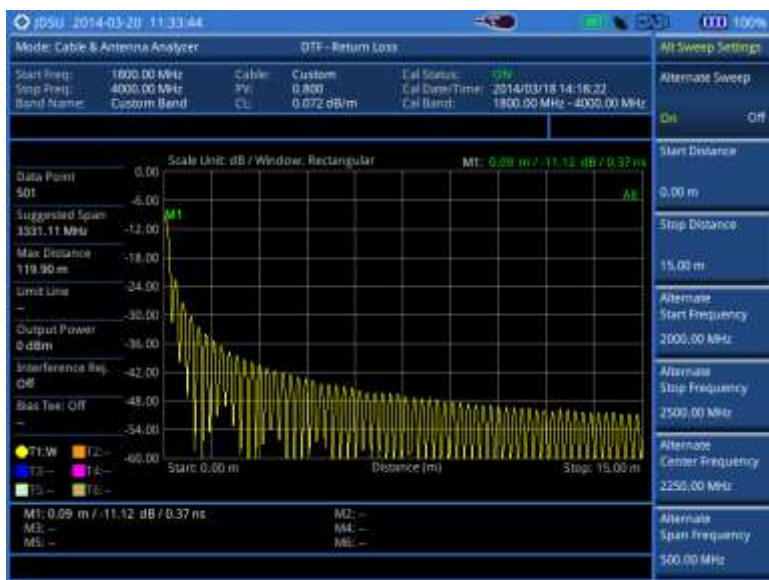 JDSU 2014-03-20 11:33:44 100%
Mode: Cable & Antenna Analyzer DTF - Return Loss Alt Sweep Settings
Start Freq: 1800.00 MHz Cable: Custom Cal Status: ON
Stop Freq: 4000.00 MHz PV: 0.800 Cal Date/Time: 2014/03/18 14:18:22
Band Name: Custom Band CL: 0.072 dB/m Cal Band: 1800.00 MHz - 4000.00 MHz
Alternate Sweep
On Off
Scale Unit: dB / Window: Rectangular M1: 0.09 m / -11.12 dB / 0.37 ns
Alt
M1
0.00
-6.00
-12.00
-18.00
-24.00
-30.00
-36.00
-42.00
-48.00
-54.00
-60.00
Start: 0.00 m Distance (m) Stop: 15.00 m
Data Point
501
Suggested Span
3331.11 MHz
Max Distance
119.90 m
Limit Line
--
Output Power
0 dBm
Interference Rej.
Off
Bias Tee: Off
--
T1:W T2:--
T3:-- T4:--
T5:-- T6:--
M1: 0.09 m / -11.12 dB / 0.37 ns M2: --
M3: -- M4: --
M5: -- M6: --
Start Distance
0.00 m
Stop Distance
15.00 m
Alternate
Start Frequency
2000.00 MHz
Alternate
Stop Frequency
2500.00 MHz
Alternate
Center Frequency
2250.00 MHz
Alternate
Span Frequency
500.00 MHz